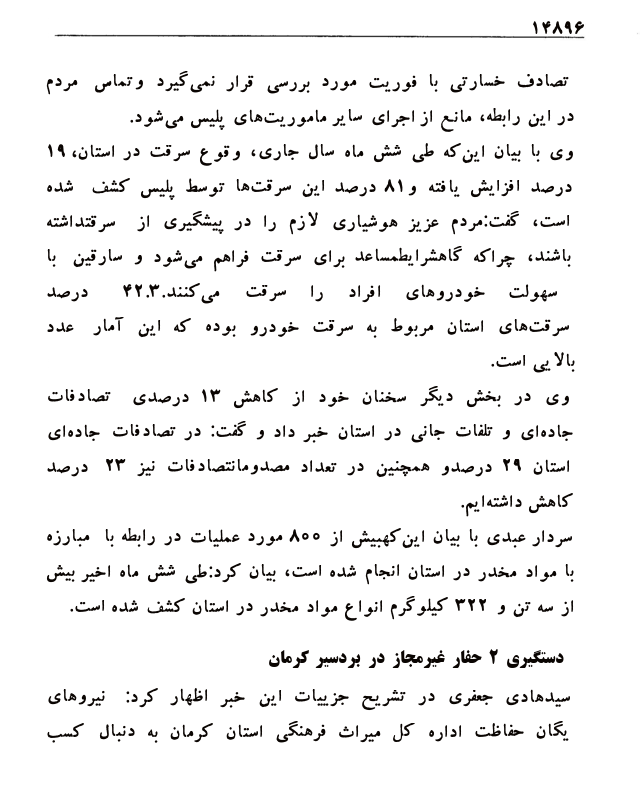 ۱۴۸۹۶
تصادف خسارتی با فوریت مورد بررسی قرار نمی‌گیرد وتماس مردم
در این رابطه، مانع از اجرای سایر ماموریت‌های پلیس می‌شود.
وی با بیان این‌که طی شش ماه سال جاری، وقوع سرقت در استان، ۱۹
درصد افزایش یافته و ۸۱ درصد این سرقت‌ها توسط پلیس کشف شده
است، گفت:مردم عزیز هوشیاری لازم را در پیشگیری از سرقتداشته
باشند، چراکه گاهشرایطمساعد برای سرقت فراهم می‌شود و سارقین با
سهولت خودروهای افراد را سرقت می‌کنند.۴۲.۳ درصد
سرقت‌های استان مربوط به سرقت خودرو بوده که این آمار عدد
بالایی است.
وی در بخش دیگر سخنان خود از کاهش ۱۳ درصدی تصادفات
جاده‌ای و تلفات جانی در استان خبر داد و گفت: در تصادفات جاده‌ای
استان ۲۹ درصدو همچنین در تعداد مصدومانتصادفات نیز ۲۳ درصد
کاهش داشته‌ایم.
سردار عبدی با بیان این‌کهبیش از ۸۰۰ مورد عملیات در رابطه با مبارزه
با مواد مخدر در استان انجام شده است، بیان کرد:طی شش ماه اخیر بیش
از سه تن و ۳۲۲ کیلوگرم انواع مواد مخدر در استان کشف شده است.
دستگیری ۲ حفار غیرمجاز در بردسیر کرمان
سیدهادی جعفری در تشریح جزییات این خبر اظهار کرد: نیروهای
یگان حفاظت اداره کل میراث فرهنگی استان کرمان به دنبال کسب